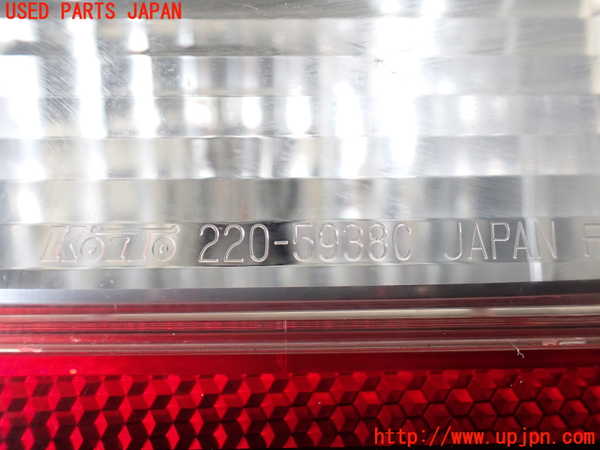 USED PARTS JAPAN
KOITO 220-5938C JAPAN
http://www.upjpn.com/